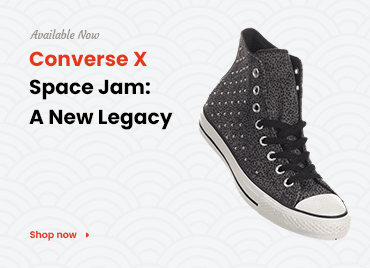 Available Now
Converse X
Space Jam:
A New Legacy
Shop now